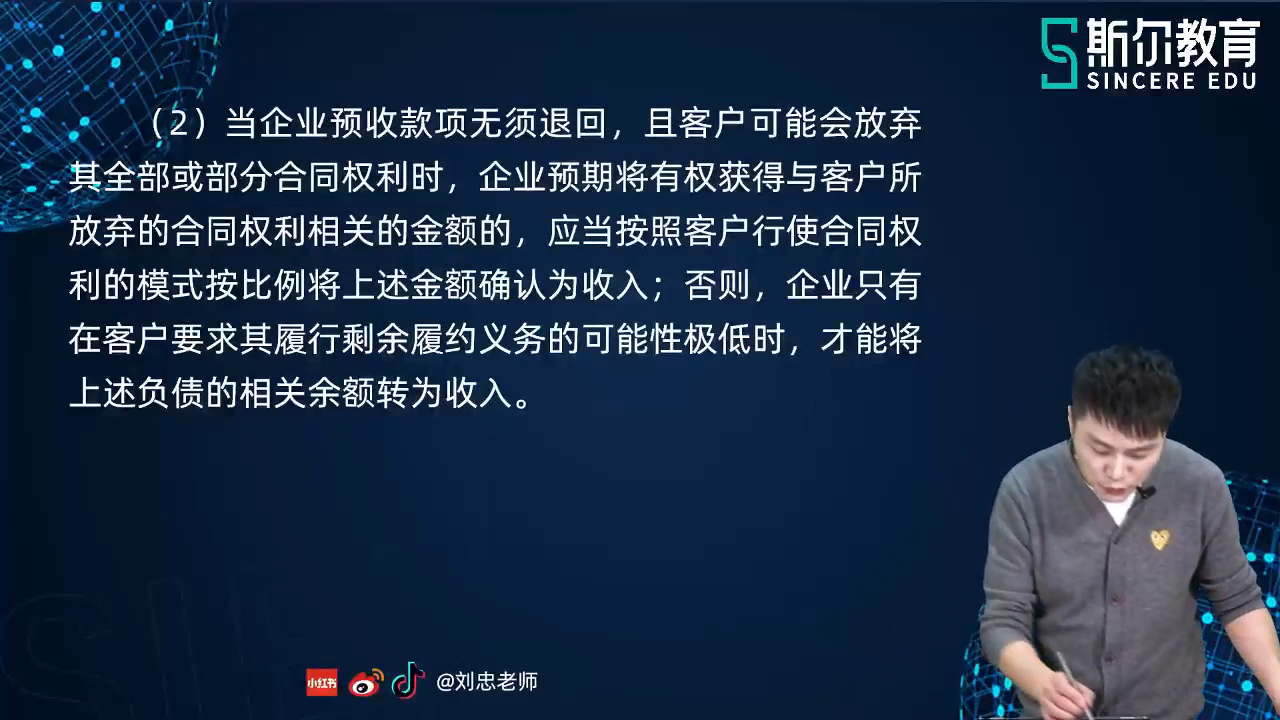 斯尔教育
SINCERE EDU
（2）当企业预收款项无须退回，且客户可能会放弃
其全部或部分合同权利时，企业预期将有权获得与客户所
放弃的合同权利相关的金额的，应当按照客户行使合同权
利的模式按比例将上述金额确认为收入；否则，企业只有
在客户要求其履行剩余履约义务的可能性极低时，才能将
上述负债的相关余额转为收入。
小红书
@刘忠老师